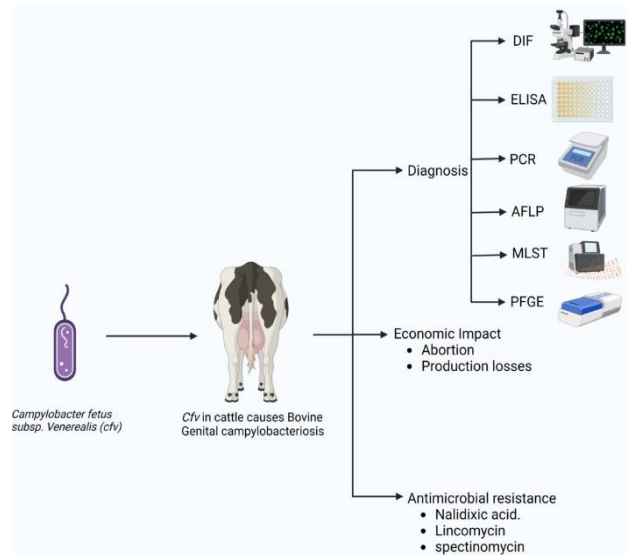 DIF
ELISA
PCR
PCR
Diagnosis
AFLP
MLST
PFGE
Economic Impact
• Abortion
• Production losses
Campylobacter fetus
subsp. Venerealis (cfv)
Cfv in cattle causes Bovine
Genital campylobacteriosis
Antimicrobial resistance
• Nalidixic acid.
• Lincomycin
• spectinomycin